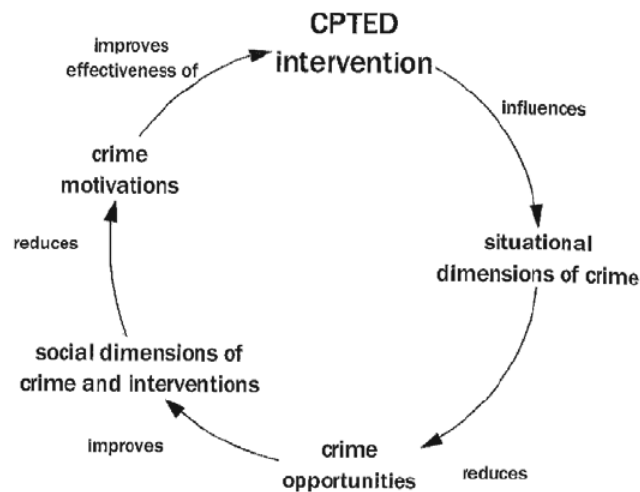 CPTED
intervention
influences
situational
dimensions of crime
reduces
crime
opportunities
improves
social dimensions of
crime and interventions
reduces
crime
motivations
improves
effectiveness of